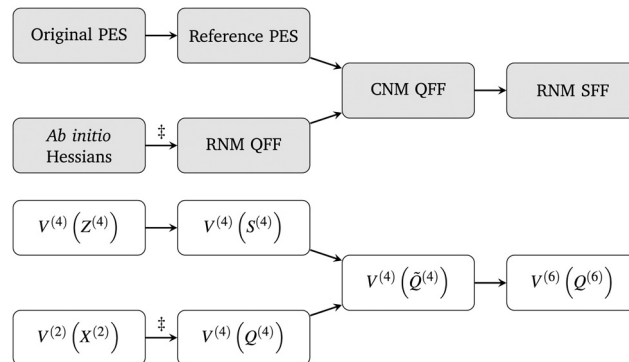 Original PES
Reference PES
CNM QFF
RNM SFF
Ab initio
Hessians
‡
RNM QFF
V⁽⁴⁾ (Z⁽⁴⁾)
V⁽⁴⁾ (S⁽⁴⁾)
V⁽⁴⁾ (Q̃⁽⁴⁾)
V⁽⁶⁾ (Q⁽⁶⁾)
V⁽²⁾ (X⁽²⁾)
‡
V⁽⁴⁾ (Q⁽⁴⁾)